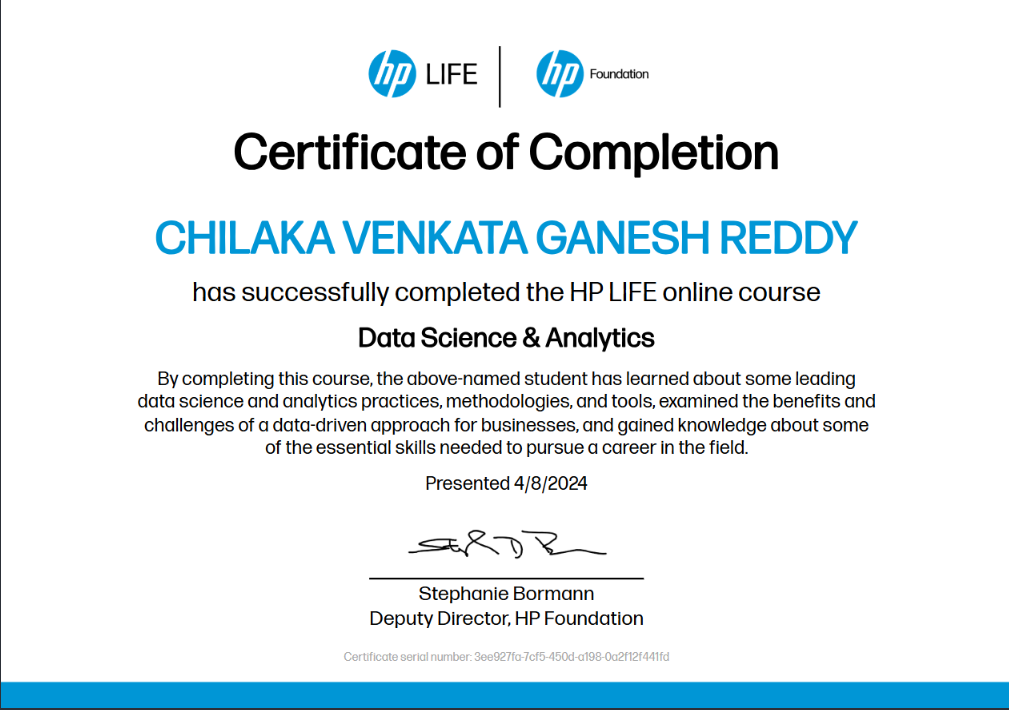 hp LIFE
hp Foundation
Certificate of Completion
CHILAKA VENKATA GANESH REDDY
has successfully completed the HP LIFE online course
Data Science & Analytics
By completing this course, the above-named student has learned about some leading
data science and analytics practices, methodologies, and tools, examined the benefits and
challenges of a data-driven approach for businesses, and gained knowledge about some
of the essential skills needed to pursue a career in the field.
Presented 4/8/2024
Stephanie Bormann
Deputy Director, HP Foundation
Certificate serial number: 3ee927fa-7cf5-450d-a198-0a2f12f441fd